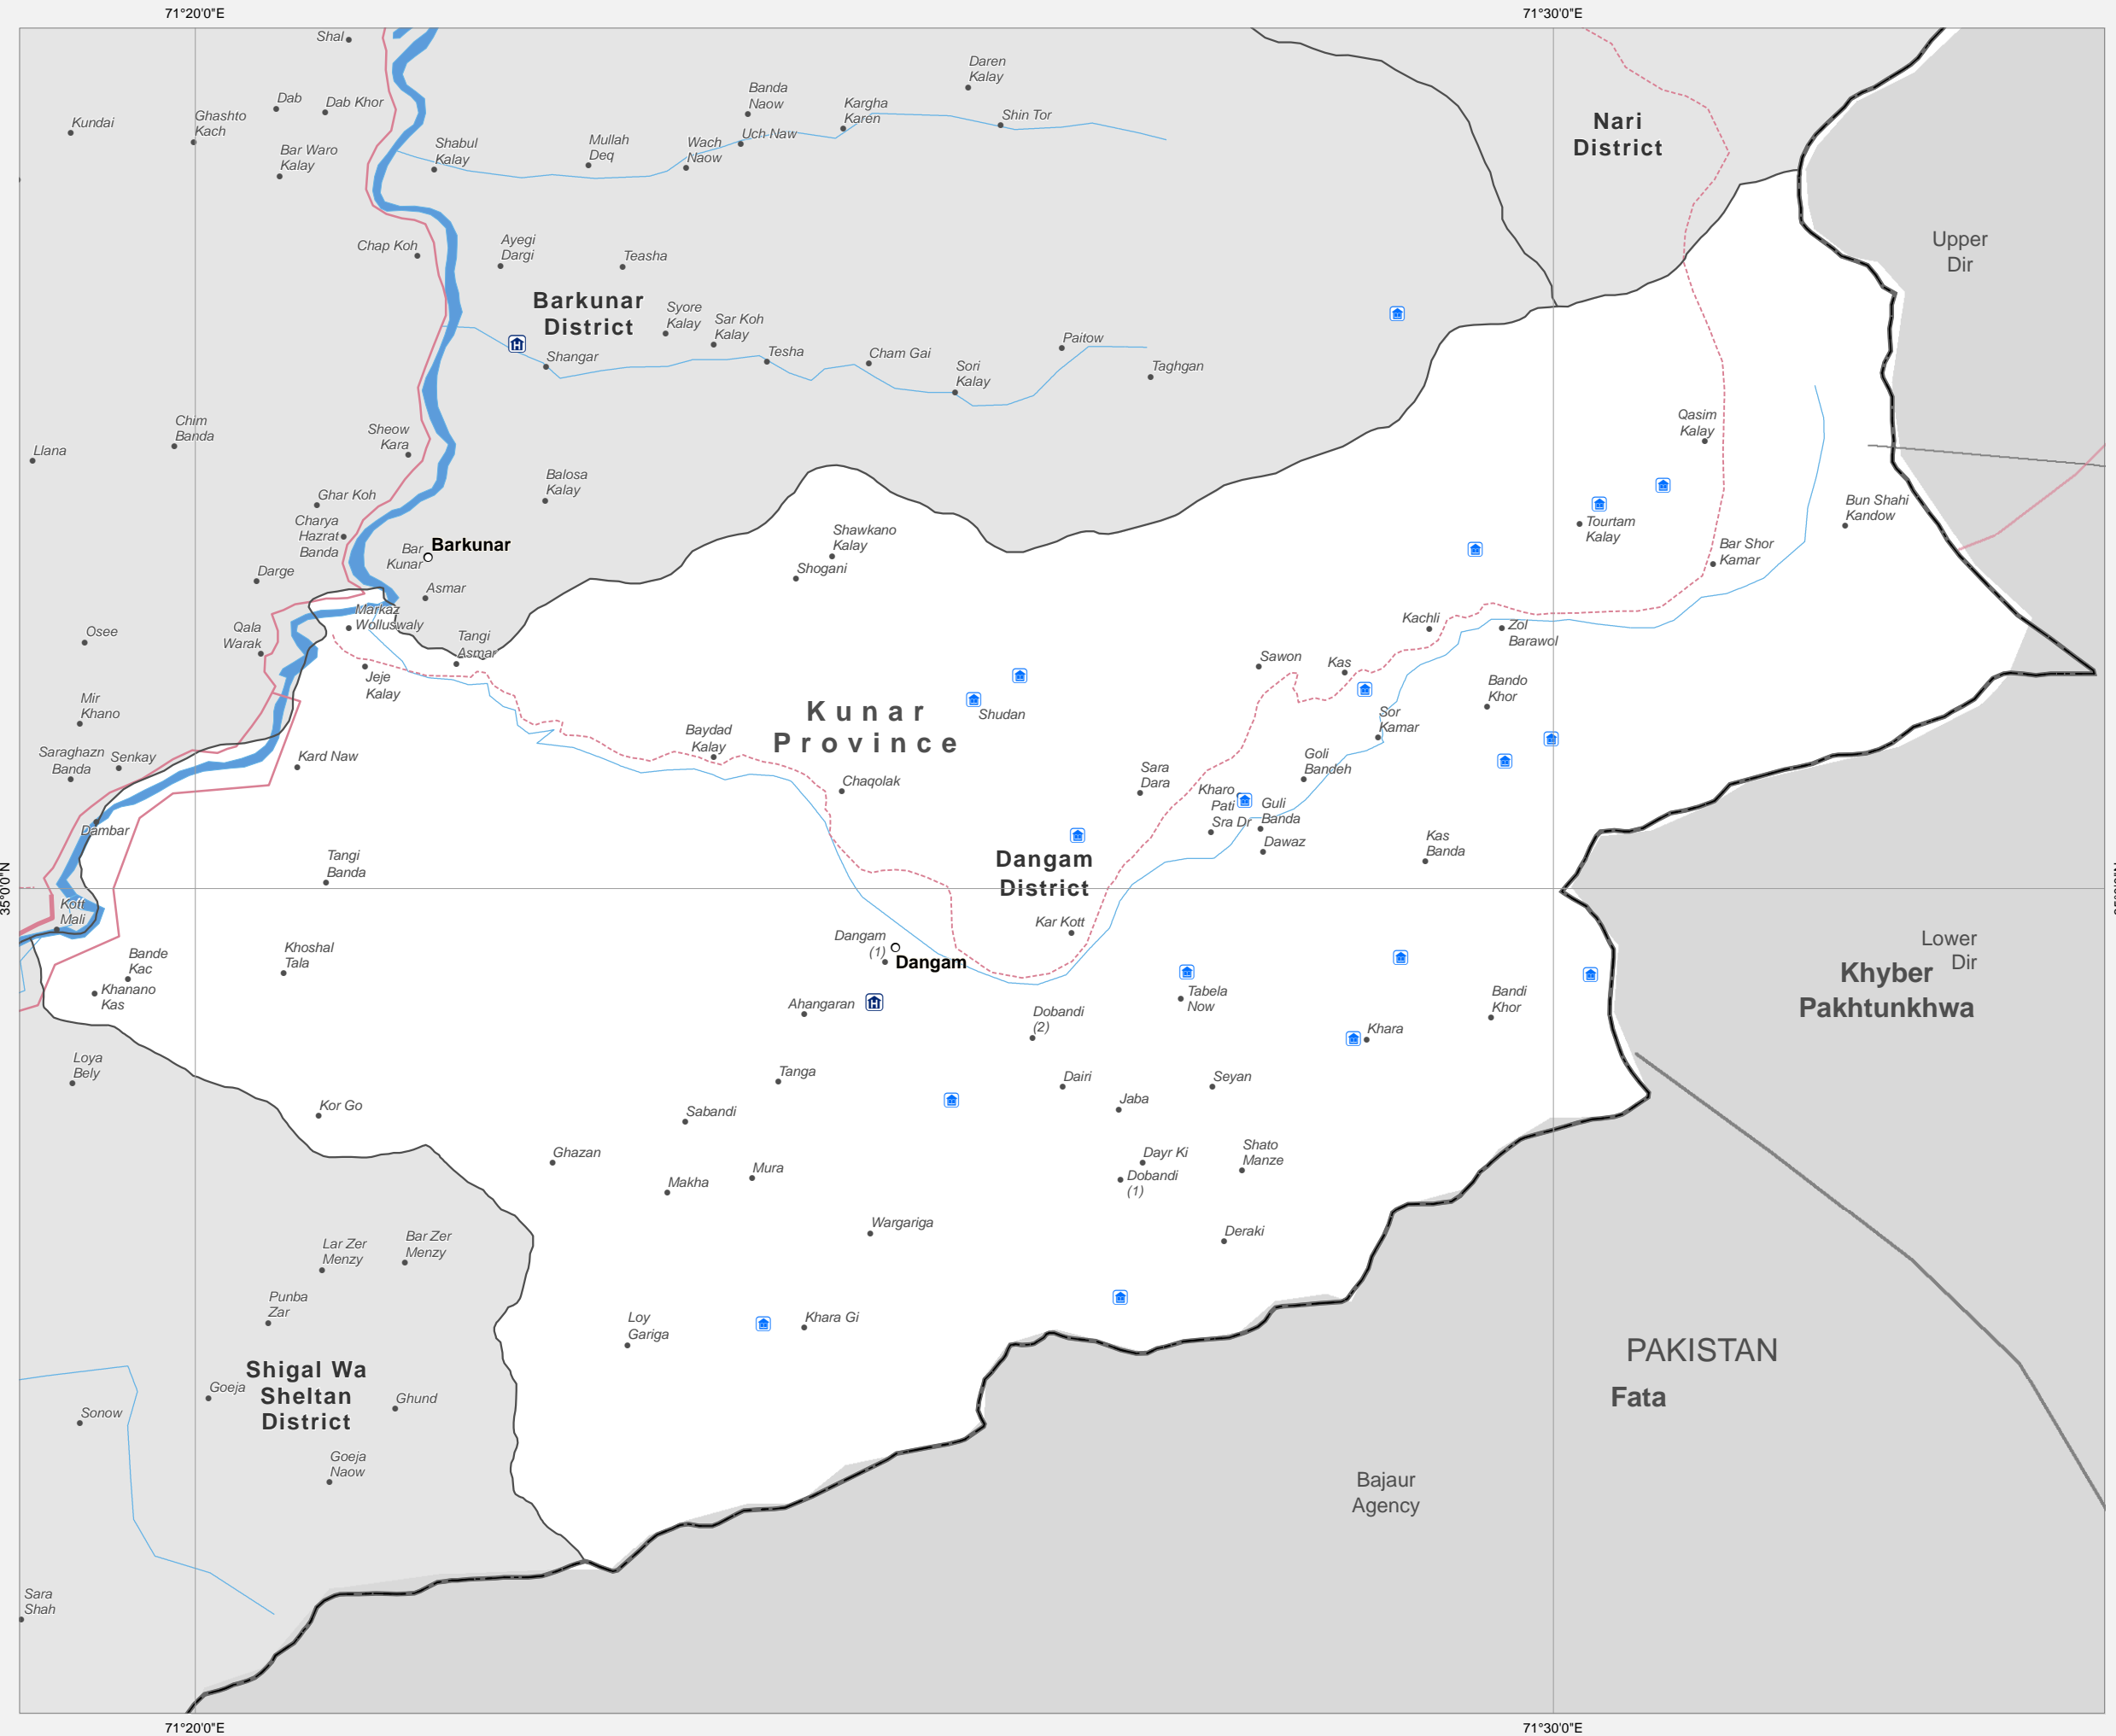 71°20'0"E
71°30'0"E
Shal
Daren
Kalay
Dab
Dab Khor
Banda
Naow
Kargha
Karen
Shin Tor
Kundai
Ghashto
Kach
Nari
District
Bar Waro
Kalay
Shabul
Kalay
Mullah
Deq
Wach
Naow
Uch Naw
Chap Koh
Ayegi
Dargi
Teasha
Upper
Dir
Barkunar
District
Syore
Kalay
Sar Koh
Kalay
Shangar
Tesha
Cham Gai
Sori
Kalay
Paitow
Taghgan
Chim
Banda
Sheow
Kara
Llana
Qasim
Kalay
Balosa
Kalay
Ghar Koh
Charya
Hazrat
Banda
Bar
Kunar
Barkunar
Shawkano
Kalay
Shogani
Tourtam
Kalay
Bun Shahi
Kandow
Bar Shor
Kamar
Darge
Asmar
Markaz
Wolluswaly
Osee
Qala
Warak
Tangi
Asmar
Kachli
Zol
Barawol
Jeje
Kalay
Sawon
Kas
Mir
Khano
Bando
Khor
Shudan
Sor
Kamar
Kunar
Province
Baydad
Kalay
Saraghazn
Banda
Senkay
Kard Naw
Goli
Bandeh
Chaqolak
Sara
Dara
Kharo
Pati
Guli
Banda
Sra Dr
Dambar
Dawaz
Kas
Banda
Tangi
Banda
Dangam
District
35°0'0"N
Kott
Mali
Kar Kott
Dangam
(1)
Dangam
Lower
Dir
Khyber
Pakhtunkhwa
Khoshal
Tala
Bande
Kac
Khanano
Kas
Ahangaran
Tabela
Now
Bandi
Khor
Dobandi
(2)
Khara
Loya
Bely
Tanga
Dairi
Seyan
Kor Go
Sabandi
Jaba
Ghazan
Mura
Makha
Dayr Ki
Dobandi
(1)
Shato
Manze
Wargariga
Deraki
Lar Zer
Menzy
Bar Zer
Menzy
Punba
Zar
Loy
Gariga
Khara Gi
PAKISTAN
Fata
Shigal Wa
Sheltan
District
Goeja
Ghund
Sonow
Goeja
Naow
Bajaur
Agency
Sara
Shah
71°20'0"E
71°30'0"E